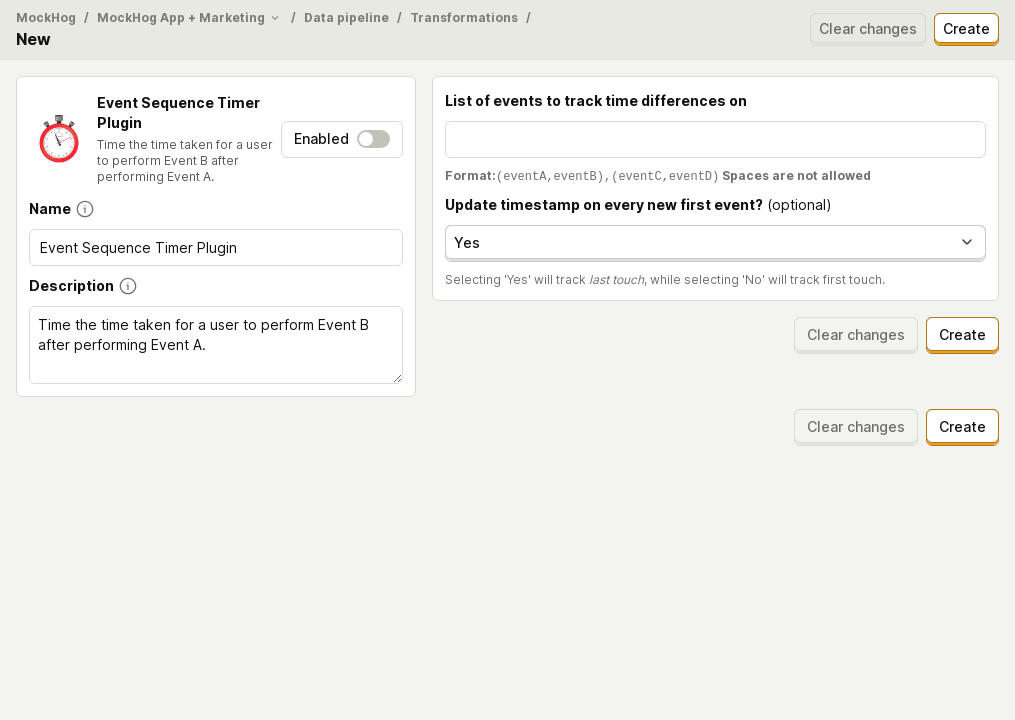 MockHog / MockHog App + Marketing / Data pipeline / Transformations /
New
Clear changes Create
Event Sequence Timer
Plugin
Time the time taken for a user
to perform Event B after
performing Event A.
Enabled
Name
Event Sequence Timer Plugin
Description
Time the time taken for a user to perform Event B
after performing Event A.
List of events to track time differences on
Format:(eventA,eventB),(eventC,eventD) Spaces are not allowed
Update timestamp on every new first event? (optional)
Yes
Selecting 'Yes' will track last touch, while selecting 'No' will track first touch.
Clear changes Create
Clear changes Create